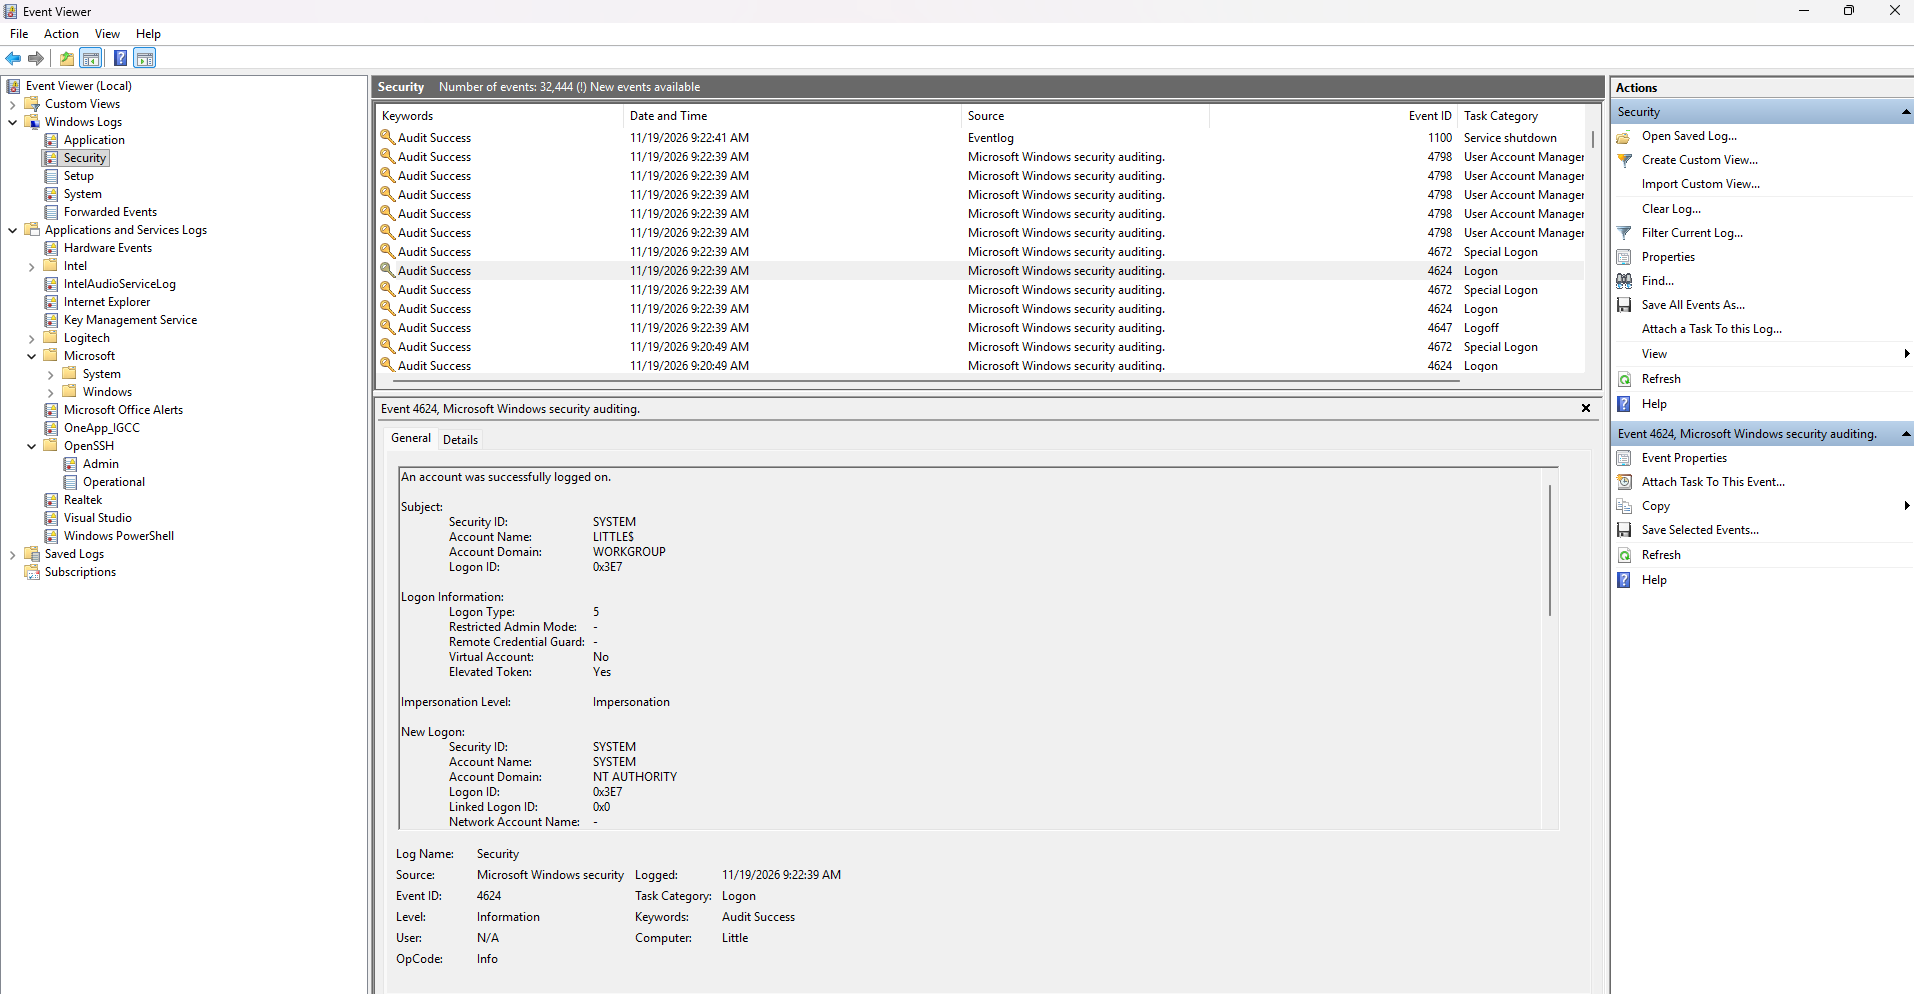 Event Viewer
File Action View Help
Event Viewer (Local)
Custom Views
Windows Logs
Application
Security
Setup
System
Forwarded Events
Applications and Services Logs
Hardware Events
Intel
IntelAudioServiceLog
Internet Explorer
Key Management Service
Logitech
Microsoft
System
Windows
Microsoft Office Alerts
OneApp_IGCC
OpenSSH
Admin
Operational
Realtek
Visual Studio
Windows PowerShell
Saved Logs
Subscriptions
Security Number of events: 32,444 (!) New events available
Keywords Date and Time Source Event ID Task Category
Audit Success 11/19/2026 9:22:41 AM Eventlog 1100 Service shutdown
Audit Success 11/19/2026 9:22:39 AM Microsoft Windows security auditing. 4798 User Account Manager
Audit Success 11/19/2026 9:22:39 AM Microsoft Windows security auditing. 4798 User Account Manager
Audit Success 11/19/2026 9:22:39 AM Microsoft Windows security auditing. 4798 User Account Manager
Audit Success 11/19/2026 9:22:39 AM Microsoft Windows security auditing. 4798 User Account Manager
Audit Success 11/19/2026 9:22:39 AM Microsoft Windows security auditing. 4798 User Account Manager
Audit Success 11/19/2026 9:22:39 AM Microsoft Windows security auditing. 4672 Special Logon
Audit Success 11/19/2026 9:22:39 AM Microsoft Windows security auditing. 4624 Logon
Audit Success 11/19/2026 9:22:39 AM Microsoft Windows security auditing. 4672 Special Logon
Audit Success 11/19/2026 9:22:39 AM Microsoft Windows security auditing. 4624 Logon
Audit Success 11/19/2026 9:22:39 AM Microsoft Windows security auditing. 4647 Logoff
Audit Success 11/19/2026 9:20:49 AM Microsoft Windows security auditing. 4672 Special Logon
Audit Success 11/19/2026 9:20:49 AM Microsoft Windows security auditing. 4624 Logon
Event 4624, Microsoft Windows security auditing.
General Details
An account was successfully logged on.
Subject:
Security ID: SYSTEM
Account Name: LITTLE$
Account Domain: WORKGROUP
Logon ID: 0x3E7
Logon Information:
Logon Type: 5
Restricted Admin Mode: -
Remote Credential Guard: -
Virtual Account: No
Elevated Token: Yes
Impersonation Level: Impersonation
New Logon:
Security ID: SYSTEM
Account Name: SYSTEM
Account Domain: NT AUTHORITY
Logon ID: 0x3E7
Linked Logon ID: 0x0
Network Account Name: -
Log Name: Security
Source: Microsoft Windows security Logged: 11/19/2026 9:22:39 AM
Event ID: 4624 Task Category: Logon
Level: Information Keywords: Audit Success
User: N/A Computer: Little
OpCode: Info
Actions
Security
Open Saved Log...
Create Custom View...
Import Custom View...
Clear Log...
Filter Current Log...
Properties
Find...
Save All Events As...
Attach a Task To this Log...
View
Refresh
Help
Event 4624, Microsoft Windows security auditing.
Event Properties
Attach Task To This Event...
Copy
Save Selected Events...
Refresh
Help